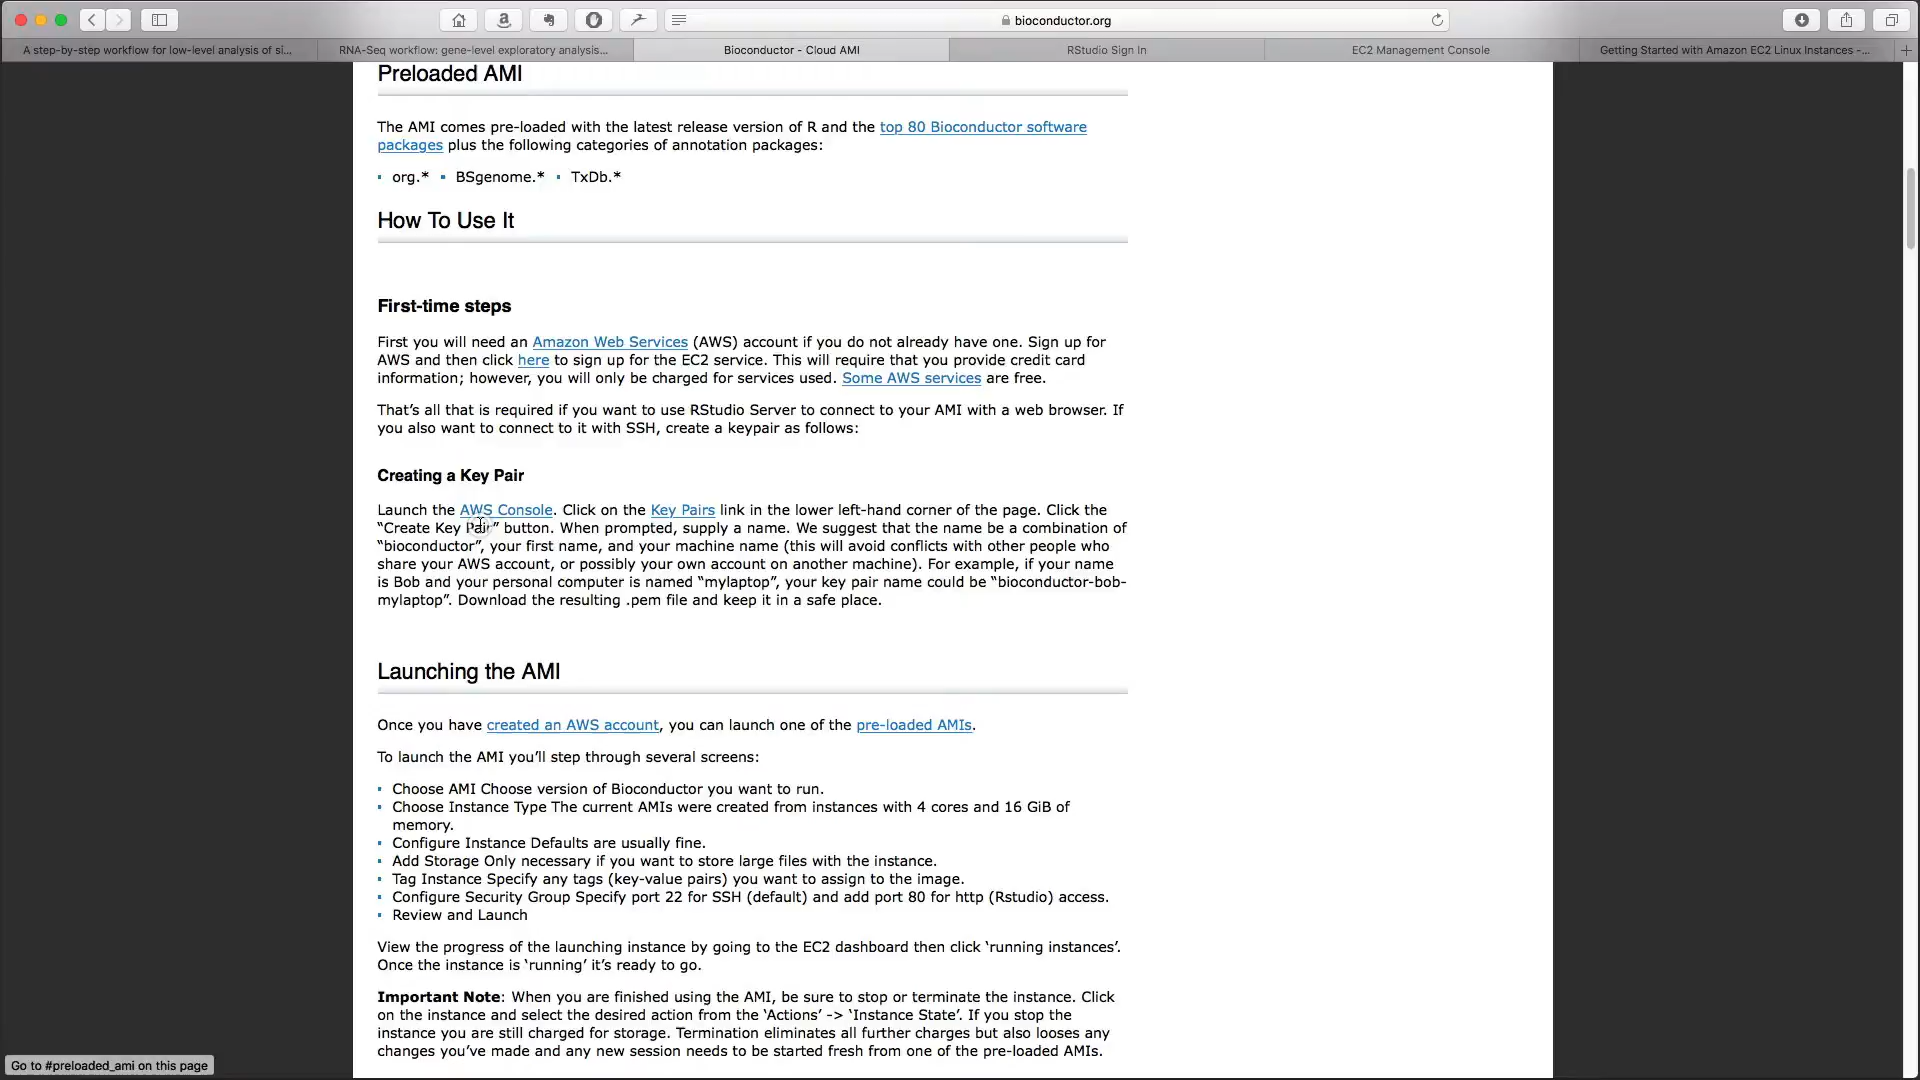 bioconductor.org
A step-by-step workflow for low-level analysis of si...
RNA-Seq workflow: gene-level exploratory analysis...
Bioconductor - Cloud AMI
RStudio Sign In
EC2 Management Console
Getting Started with Amazon EC2 Linux Instances -...
Preloaded AMI
The AMI comes pre-loaded with the latest release version of R and the top 80 Bioconductor software
packages plus the following categories of annotation packages:
▪ org.* ▪ BSgenome.* ▪ TxDb.*
How To Use It
First-time steps
First you will need an Amazon Web Services (AWS) account if you do not already have one. Sign up for
AWS and then click here to sign up for the EC2 service. This will require that you provide credit card
information; however, you will only be charged for services used. Some AWS services are free.
That’s all that is required if you want to use RStudio Server to connect to your AMI with a web browser. If
you also want to connect to it with SSH, create a keypair as follows:
Creating a Key Pair
Launch the AWS Console. Click on the Key Pairs link in the lower left-hand corner of the page. Click the
“Create Key Pair” button. When prompted, supply a name. We suggest that the name be a combination of
“bioconductor”, your first name, and your machine name (this will avoid conflicts with other people who
share your AWS account, or possibly your own account on another machine). For example, if your name
is Bob and your personal computer is named “mylaptop”, your key pair name could be “bioconductor-bob-
mylaptop”. Download the resulting .pem file and keep it in a safe place.
Launching the AMI
Once you have created an AWS account, you can launch one of the pre-loaded AMIs.
To launch the AMI you’ll step through several screens:
▪ Choose AMI Choose version of Bioconductor you want to run.
▪ Choose Instance Type The current AMIs were created from instances with 4 cores and 16 GiB of
memory.
▪ Configure Instance Defaults are usually fine.
▪ Add Storage Only necessary if you want to store large files with the instance.
▪ Tag Instance Specify any tags (key-value pairs) you want to assign to the image.
▪ Configure Security Group Specify port 22 for SSH (default) and add port 80 for http (Rstudio) access.
▪ Review and Launch
View the progress of the launching instance by going to the EC2 dashboard then click ‘running instances’.
Once the instance is ‘running’ it’s ready to go.
Important Note: When you are finished using the AMI, be sure to stop or terminate the instance. Click
on the instance and select the desired action from the ‘Actions’ -> ‘Instance State’. If you stop the
instance you are still charged for storage. Termination eliminates all further charges but also looses any
changes you’ve made and any new session needs to be started fresh from one of the pre-loaded AMIs.
Go to #preloaded_ami on this page